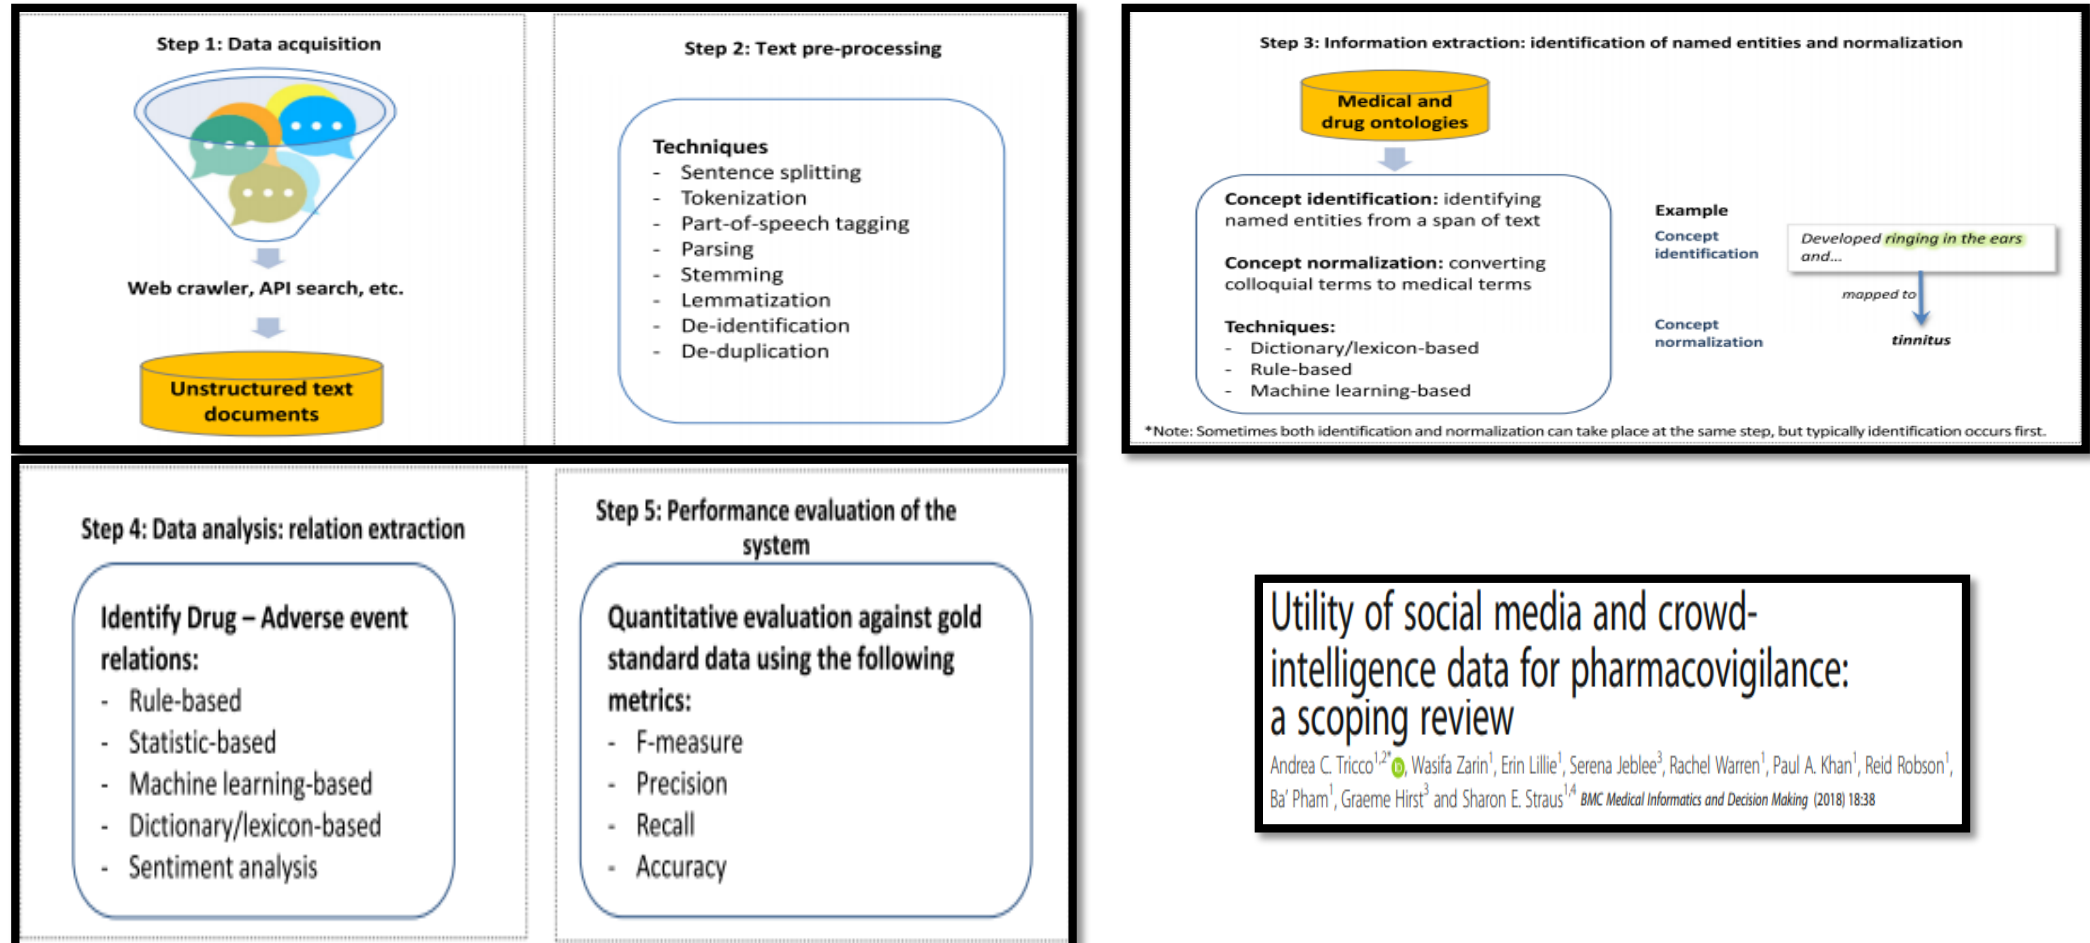 Step 1: Data acquisition
Web crawler, API search, etc.
Unstructured text
documents
Step 2: Text pre-processing
Techniques
- Sentence splitting
- Tokenization
- Part-of-speech tagging
- Parsing
- Stemming
- Lemmatization
- De-identification
- De-duplication
Step 3: Information extraction: identification of named entities and normalization
Medical and
drug ontologies
Concept identification: identifying
named entities from a span of text
Concept normalization: converting
colloquial terms to medical terms
Techniques:
- Dictionary/lexicon-based
- Rule-based
- Machine learning-based
Example
Concept
identification
Developed ringing in the ears
and...
mapped to
Concept
normalization
tinnitus
*Note: Sometimes both identification and normalization can take place at the same step, but typically identification occurs first.
Step 4: Data analysis: relation extraction
Identify Drug – Adverse event
relations:
- Rule-based
- Statistic-based
- Machine learning-based
- Dictionary/lexicon-based
- Sentiment analysis
Step 5: Performance evaluation of the
system
Quantitative evaluation against gold
standard data using the following
metrics:
- F-measure
- Precision
- Recall
- Accuracy
Utility of social media and crowd-
intelligence data for pharmacovigilance:
a scoping review
Andrea C. Tricco1,2* iD, Wasifa Zarin1, Erin Lillie1, Serena Jeblee3, Rachel Warren1, Paul A. Khan1, Reid Robson1,
Ba' Pham1, Graeme Hirst3 and Sharon E. Straus1,4 BMC Medical Informatics and Decision Making (2018) 18:38